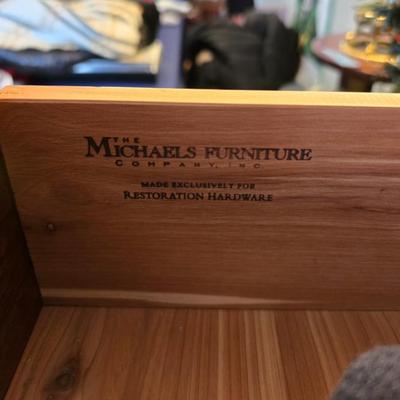 THE
MICHAELS FURNITURE
COMPANY, INC.
MADE EXCLUSIVELY FOR
RESTORATION HARDWARE